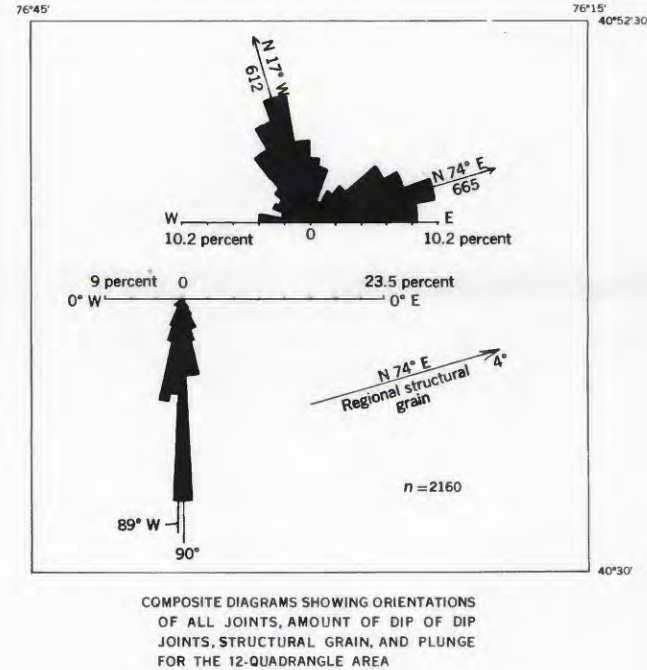 76°45'
76°15'
40°52'30
N 17° W
612
N 74° E
665
W
E
10.2 percent
0
10.2 percent
9 percent
0
23.5 percent
0° W
0° E
N 74° E
4°
Regional structural
grain
n = 2160
89° W
90°
40°30'
COMPOSITE DIAGRAMS SHOWING ORIENTATIONS
OF ALL JOINTS, AMOUNT OF DIP OF DIP
JOINTS, STRUCTURAL GRAIN, AND PLUNGE
FOR THE 12-QUADRANGLE AREA